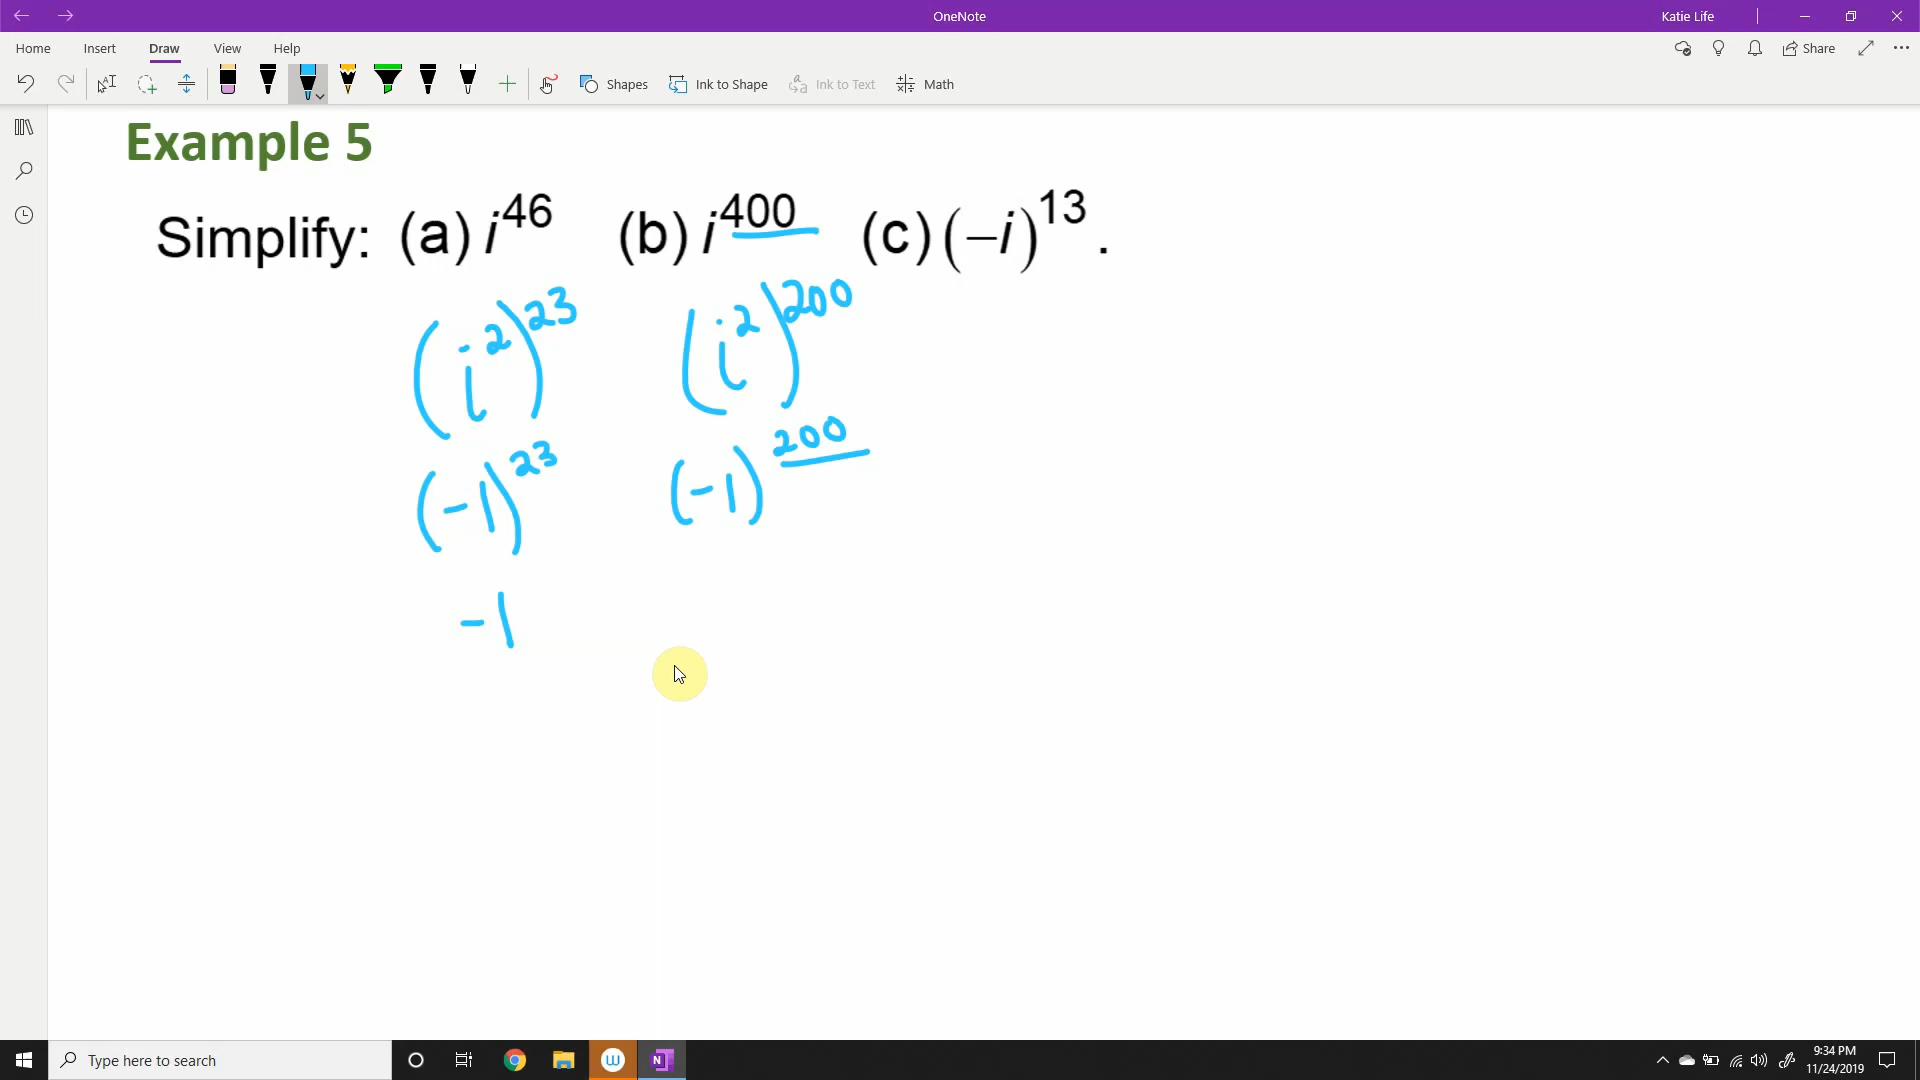 OneNote
Katie Life
Home Insert Draw View Help
Share
Shapes Ink to Shape Ink to Text Math
Example 5
Simplify: (a) i^46 (b) i^400 (c) (–i)^13 .
(i^2)^23 (i^2)^200
(-1)^23 (-1)^200
-1
Type here to search
9:34 PM
11/24/2019